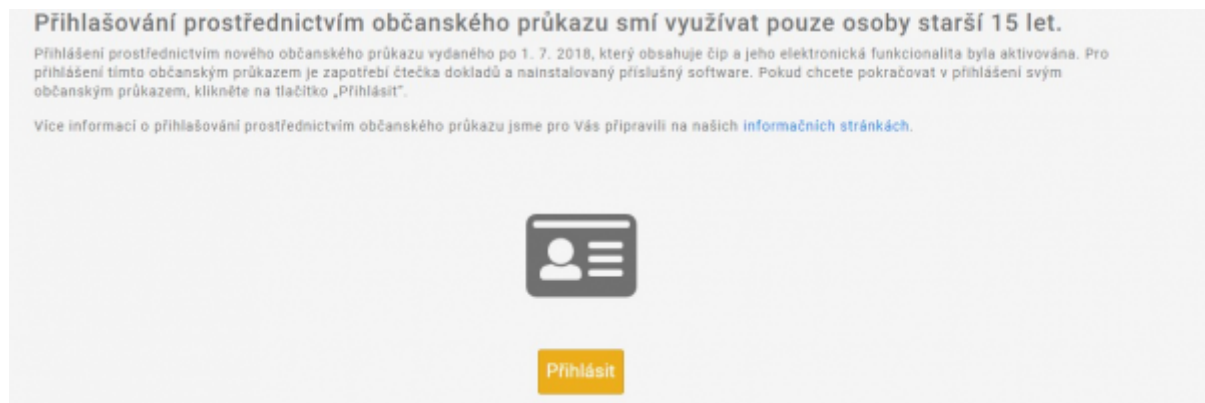 Přihlašování prostřednictvím občanského průkazu smí využívat pouze osoby starší 15 let.
Přihlášení prostřednictvím nového občanského průkazu vydaného po 1. 7. 2018, který obsahuje čip a jeho elektronická funkcionalita byla aktivována. Pro
přihlášení tímto občanským průkazem je zapotřebí čtečka dokladů a nainstalovaný příslušný software. Pokud chcete pokračovat v přihlášení svým
občanským průkazem, klikněte na tlačítko „Přihlásit".
Více informací o přihlašování prostřednictvím občanského průkazu jsme pro Vás připravili na našich informačních stránkách.
Přihlásit